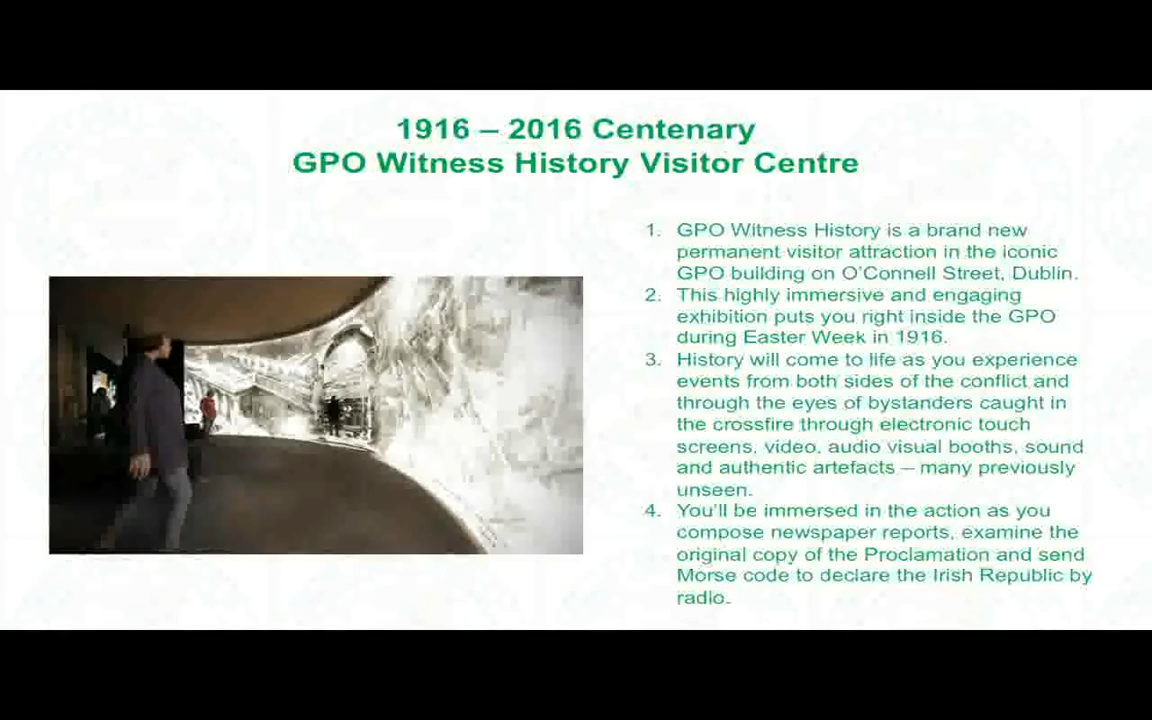 1916 – 2016 Centenary
GPO Witness History Visitor Centre
1. GPO Witness History is a brand new
permanent visitor attraction in the iconic
GPO building on O'Connell Street, Dublin.
2. This highly immersive and engaging
exhibition puts you right inside the GPO
during Easter Week in 1916.
3. History will come to life as you experience
events from both sides of the conflict and
through the eyes of bystanders caught in
the crossfire through electronic touch
screens, video, audio visual booths, sound
and authentic artefacts – many previously
unseen.
4. You'll be immersed in the action as you
compose newspaper reports, examine the
original copy of the Proclamation and send
Morse code to declare the Irish Republic by
radio.